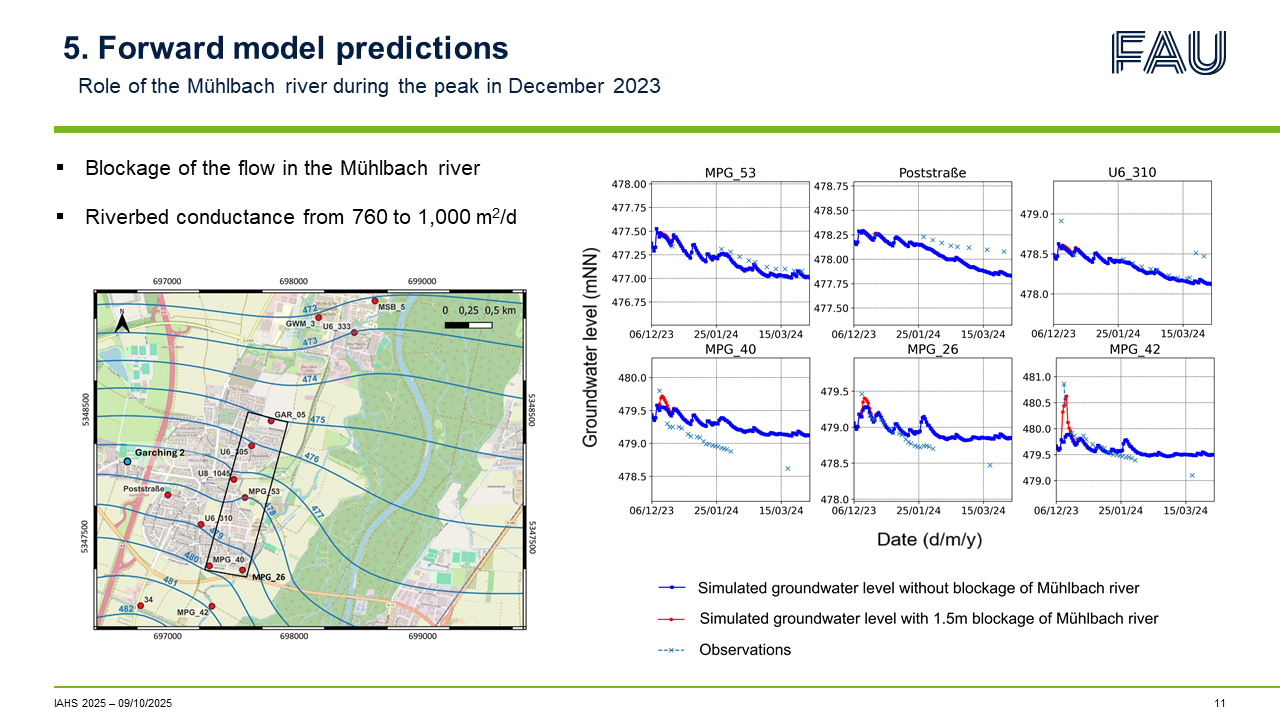 5. Forward model predictions
Role of the Mühlbach river during the peak in December 2023
FAU
▪ Blockage of the flow in the Mühlbach river
▪ Riverbed conductance from 760 to 1,000 m²/d
697000 698000 699000
N
0 0,25 0,5 km
472
MSB_5
GWM_3
U6_333
473
474
5348500
5348500
GAR_05
475
U6_305
476
Garching 2
U8_1045
MPG_53
Poststraße
478
477
U6_310
479
5347500
5347500
480
MPG_40
MPG_26
481
34
482
MPG_42
697000 698000 699000
Groundwater level (mNN)
MPG_53
478.00
477.75
477.50
477.25
477.00
476.75
06/12/23 25/01/24 15/03/24
Poststraße
478.75
478.50
478.25
478.00
477.75
477.50
06/12/23 25/01/24 15/03/24
U6_310
479.0
478.5
478.0
06/12/23 25/01/24 15/03/24
MPG_40
480.0
479.5
479.0
478.5
06/12/23 25/01/24 15/03/24
MPG_26
479.5
479.0
478.5
478.0
06/12/23 25/01/24 15/03/24
MPG_42
481.0
480.5
480.0
479.5
479.0
06/12/23 25/01/24 15/03/24
Date (d/m/y)
Simulated groundwater level without blockage of Mühlbach river
Simulated groundwater level with 1.5m blockage of Mühlbach river
Observations
IAHS 2025 – 09/10/2025
11